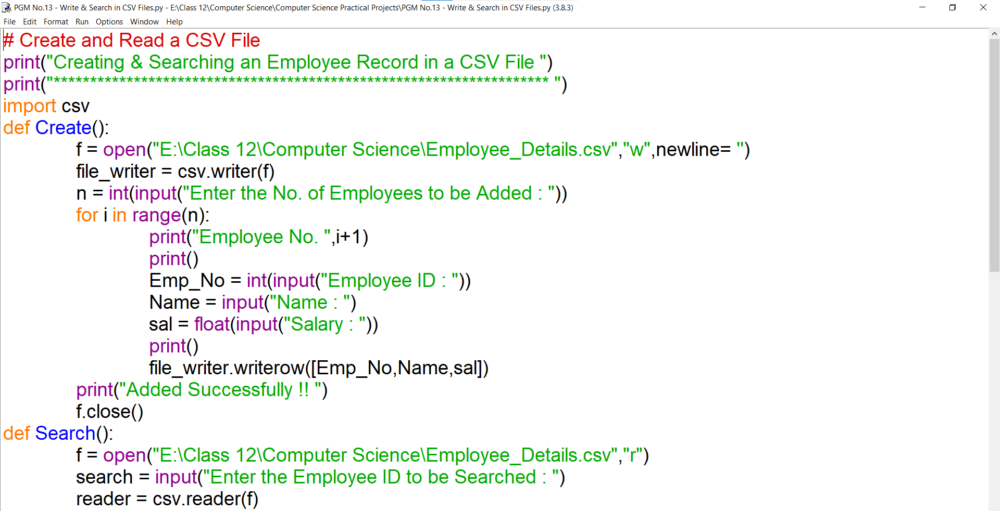 PGM No.13 - Write & Search in CSV Files.py - E:\Class 12\Computer Science\Computer Science Practical Projects\PGM No.13 - Write & Search in CSV Files.py (3.8.3)
File Edit Format Run Options Window Help
# Create and Read a CSV File
print("Creating & Searching an Employee Record in a CSV File ")
print("******************************************************************** ")
import csv
def Create():
f = open("E:\Class 12\Computer Science\Employee_Details.csv","w",newline= '')
file_writer = csv.writer(f)
n = int(input("Enter the No. of Employees to be Added : "))
for i in range(n):
print("Employee No. ",i+1)
print()
Emp_No = int(input("Employee ID : "))
Name = input("Name : ")
sal = float(input("Salary : "))
print()
file_writer.writerow([Emp_No,Name,sal])
print("Added Successfully !! ")
f.close()
def Search():
f = open("E:\Class 12\Computer Science\Employee_Details.csv","r")
search = input("Enter the Employee ID to be Searched : ")
reader = csv.reader(f)